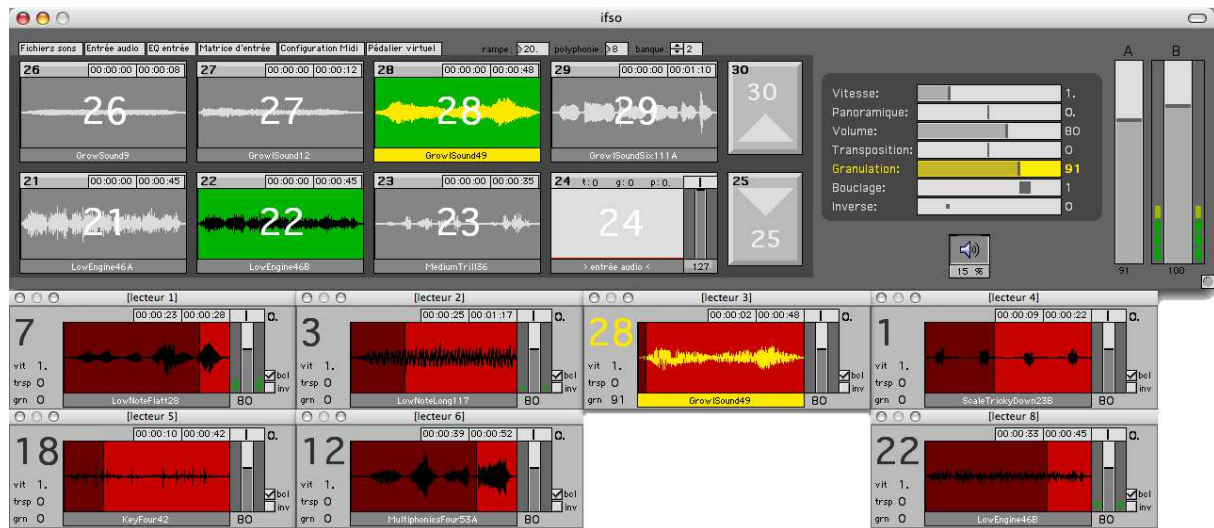 ifso
Fichiers sons Entrée audio EQ entrée Matrice d'entrée Configuration Midi Pédalier virtuel rampe: 20. polyphonie: 8 banque: 2
A B
26 00:00:00 00:00:08 27 00:00:00 00:00:12 28 00:00:00 00:00:48 29 00:00:00 00:01:10 30
26 27 28 29 30
GrowSound9 GrowlSound12 GrowlSound49 GrowlSoundSix111A
21 00:00:00 00:00:45 22 00:00:00 00:00:45 23 00:00:00 00:00:35 24 t:0 g:0 p:0. 25
21 22 23 24 25
LowEngine46A LowEngine46B MediumTrill36 > entrée audio < 127
Vitesse: 1.
Panoramique: 0.
Volume: 80
Transposition: 0
Granulation: 91
Bouclage: 1
Inverse: 0
15 %
91 100
[lecteur 1] [lecteur 2] [lecteur 3] [lecteur 4]
00:00:23 00:00:28 0. 00:00:25 00:01:17 0. 00:00:02 00:00:48 0. 00:00:09 00:00:22 0.
7 3 28 1
vit 1. vit 1. vit 1. vit 1.
bcl bcl bcl bcl
trsp 0 inv trsp 0 inv trsp 0 inv trsp 0 inv
grn 0 LowNoteFlatt28 80 grn 0 LowNoteLong117 80 grn 91 GrowlSound49 80 grn 0 ScaleTrickyDown23B 80
[lecteur 5] [lecteur 6] [lecteur 8]
00:00:10 00:00:42 0. 00:00:39 00:00:52 0. 00:00:33 00:00:45 0.
18 12 22
vit 1. vit 1. vit 1.
bcl bcl bcl
trsp 0 inv trsp 0 inv trsp 0 inv
grn 0 KeyFour42 80 grn 0 MultiphonicsFour53A 80 grn 0 LowEngine46B 80